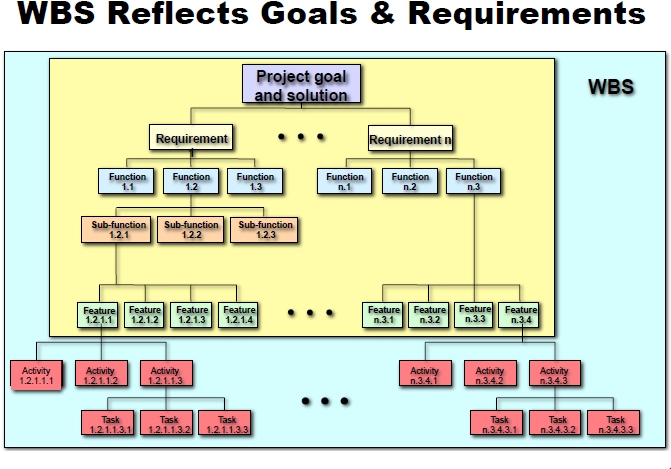 WBS Reflects Goals & Requirements
WBS
Project goal
and solution
Requirement
• • •
Requirement n
Function
1.1
Function
1.2
Function
1.3
Function
n.1
Function
n.2
Function
n.3
Sub-function
1.2.1
Sub-function
1.2.2
Sub-function
1.2.3
Feature
1.2.1.1
Feature
1.2.1.2
Feature
1.2.1.3
Feature
1.2.1.4
• • •
Feature
n.3.1
Feature
n.3.2
Feature
n.3.3
Feature
n.3.4
Activity
1.2.1.1.1
Activity
1.2.1.1.2
Activity
1.2.1.1.3
Activity
n.3.4.1
Activity
n.3.4.2
Activity
n.3.4.3
• • •
Task
1.2.1.1.3.1
Task
1.2.1.1.3.2
Task
1.2.1.1.3.3
Task
n.3.4.3.1
Task
n.3.4.3.2
Task
n.3.4.3.3